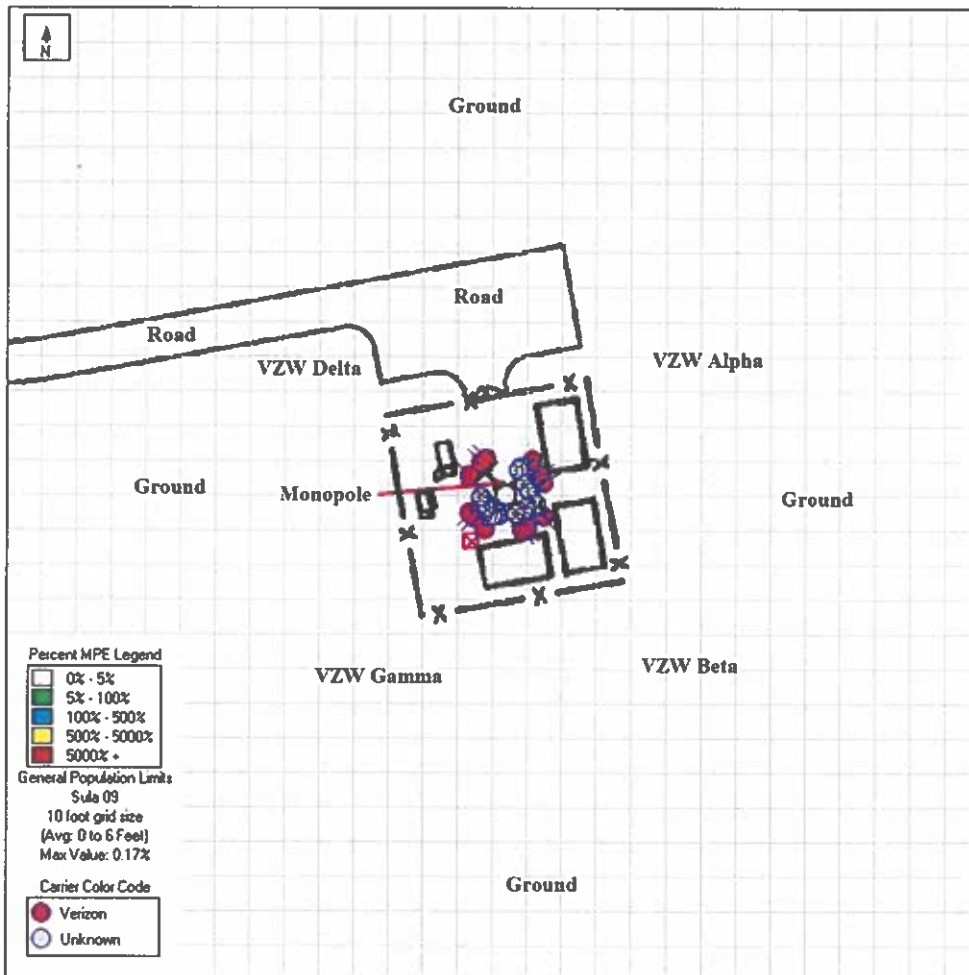 N
Ground
Road
Road
VZW Delta
VZW Alpha
Ground
Monopole
Ground
VZW Gamma
VZW Beta
Percent MPE Legend
0% - 5%
5% - 100%
100% - 500%
500% - 5000%
5000% +
General Population Limits
Sula 09
10 foot grid size
(Avg: 0 to 6 Feet)
Max Value: 0.17%
Carrier Color Code
Verizon
Unknown
Ground